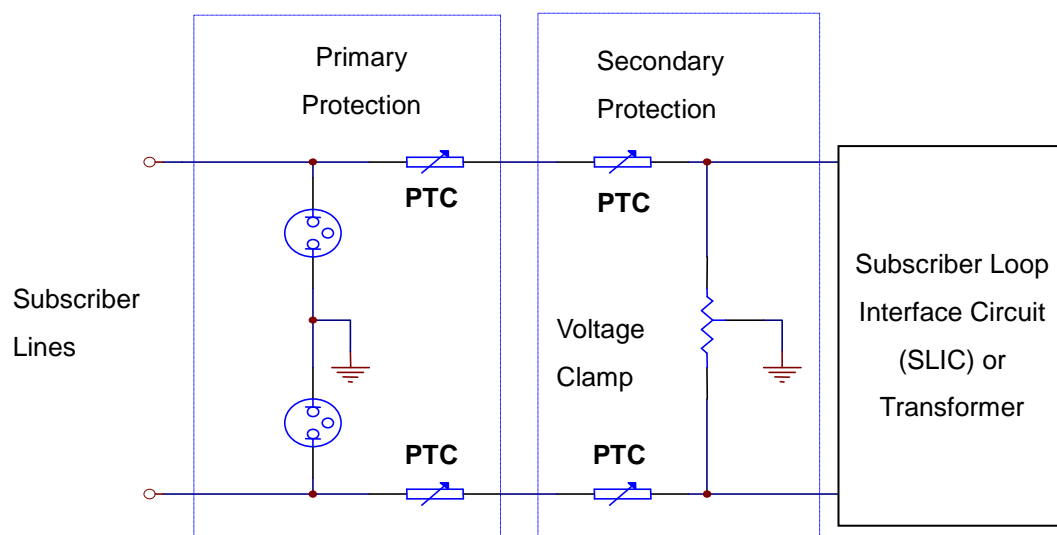 Primary
Protection
Secondary
Protection
PTC
PTC
Subscriber
Lines
Voltage
Clamp
Subscriber Loop
Interface Circuit
(SLIC) or
Transformer
PTC
PTC